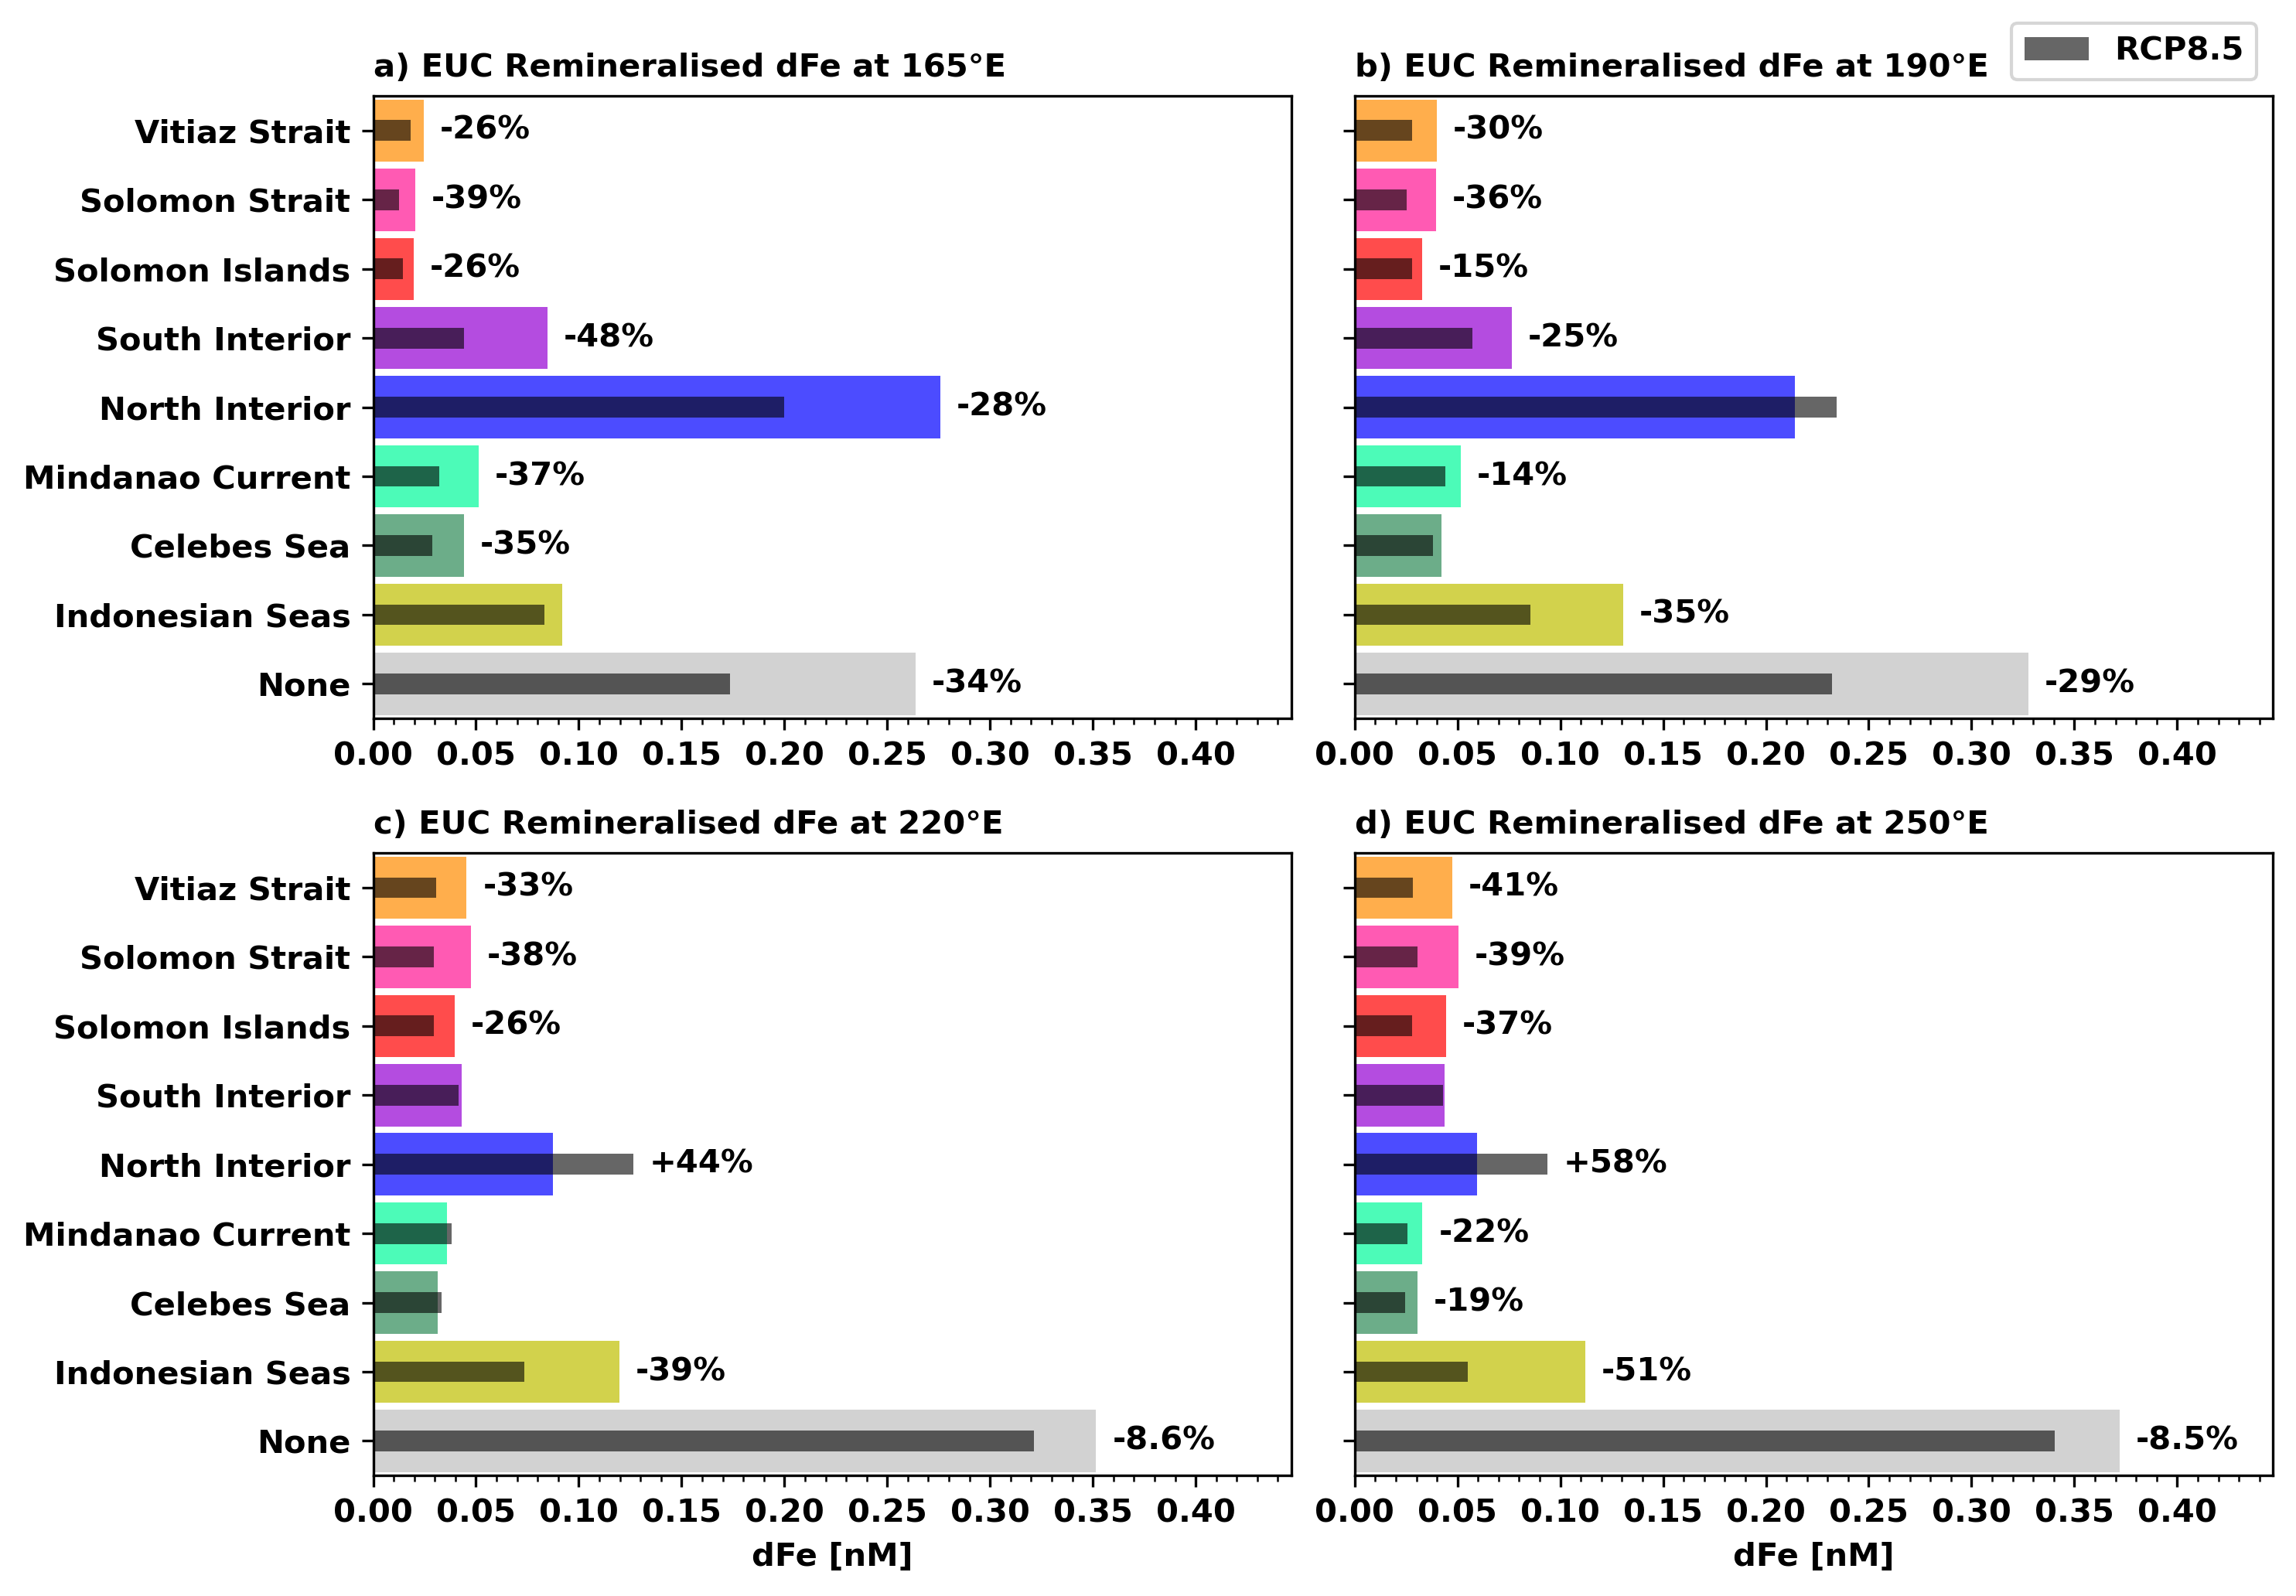 RCP8.5
a) EUC Remineralised dFe at 165°E
Vitiaz Strait
-26%
Solomon Strait
-39%
Solomon Islands
-26%
South Interior
-48%
North Interior
-28%
Mindanao Current
-37%
Celebes Sea
-35%
Indonesian Seas
None
-34%
0.00 0.05 0.10 0.15 0.20 0.25 0.30 0.35 0.40
b) EUC Remineralised dFe at 190°E
-30%
-36%
-15%
-25%
-14%
-35%
-29%
0.00 0.05 0.10 0.15 0.20 0.25 0.30 0.35 0.40
c) EUC Remineralised dFe at 220°E
Vitiaz Strait
-33%
Solomon Strait
-38%
Solomon Islands
-26%
South Interior
North Interior
+44%
Mindanao Current
Celebes Sea
Indonesian Seas
-39%
None
-8.6%
0.00 0.05 0.10 0.15 0.20 0.25 0.30 0.35 0.40
dFe [nM]
d) EUC Remineralised dFe at 250°E
-41%
-39%
-37%
+58%
-22%
-19%
-51%
-8.5%
0.00 0.05 0.10 0.15 0.20 0.25 0.30 0.35 0.40
dFe [nM]